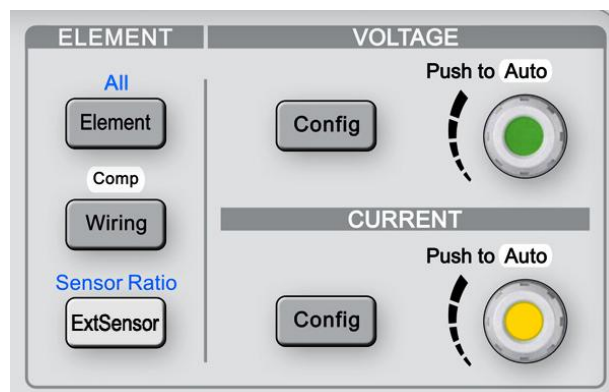 ELEMENT
All
Element
Comp
Wiring
Sensor Ratio
ExtSensor
VOLTAGE
Push to Auto
Config
CURRENT
Push to Auto
Config